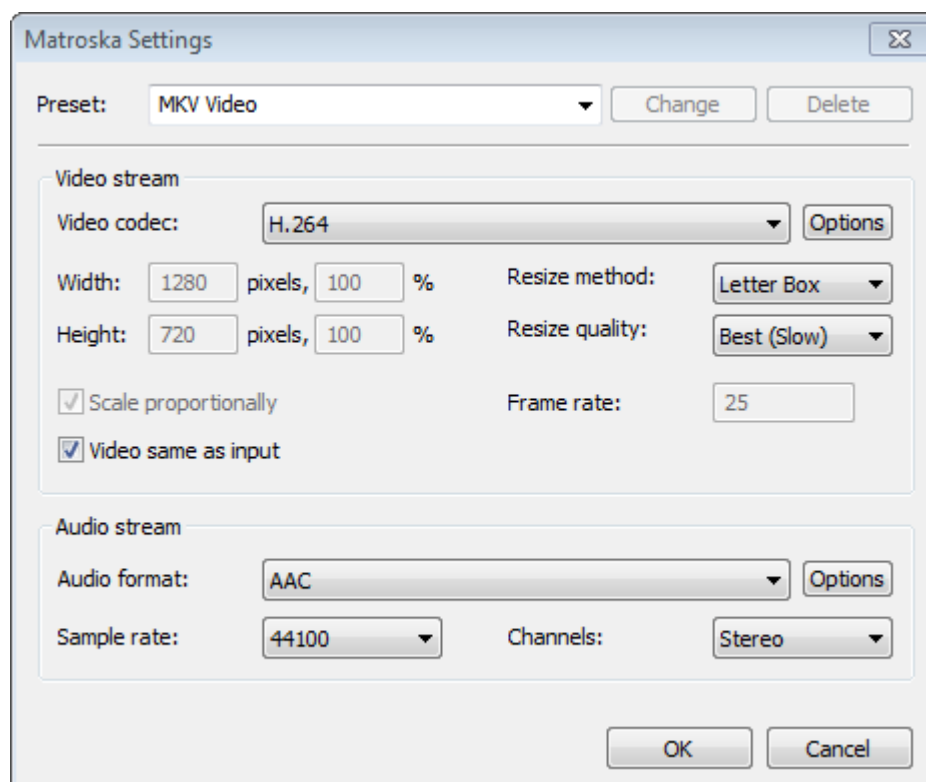 Matroska Settings
Preset: MKV Video Change Delete
Video stream
Video codec: H.264 Options
Width: 1280 pixels, 100 % Resize method: Letter Box
Height: 720 pixels, 100 % Resize quality: Best (Slow)
Scale proportionally Frame rate: 25
Video same as input
Audio stream
Audio format: AAC Options
Sample rate: 44100 Channels: Stereo
OK Cancel